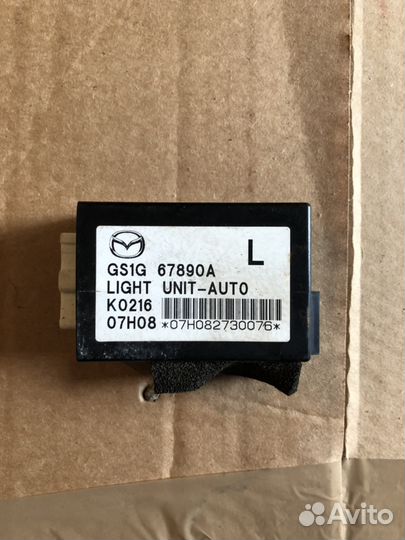 GS1G 67890A L
LIGHT UNIT-AUTO
K0216
07H08 *07H082730076*
Avito